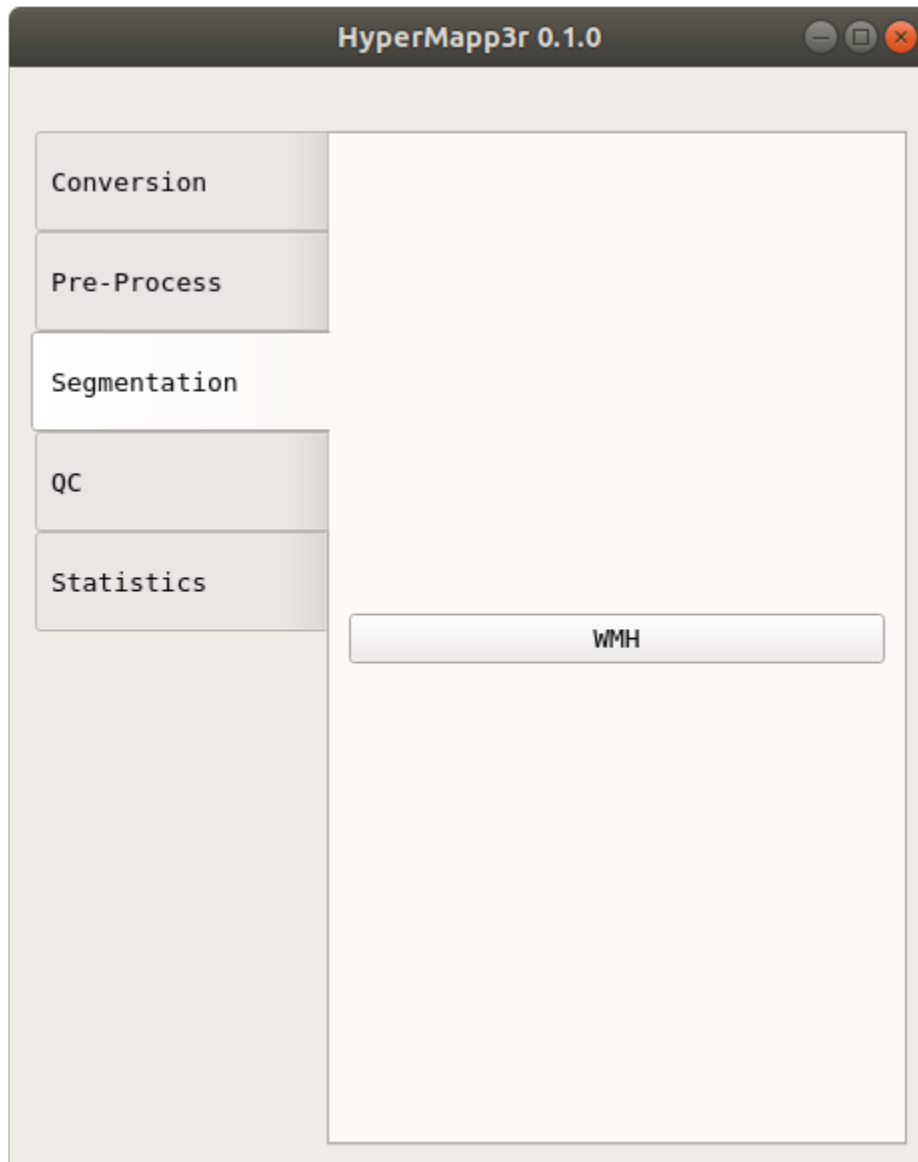 HyperMapp3r 0.1.0
Conversion
Pre-Process
Segmentation
QC
Statistics
WMH